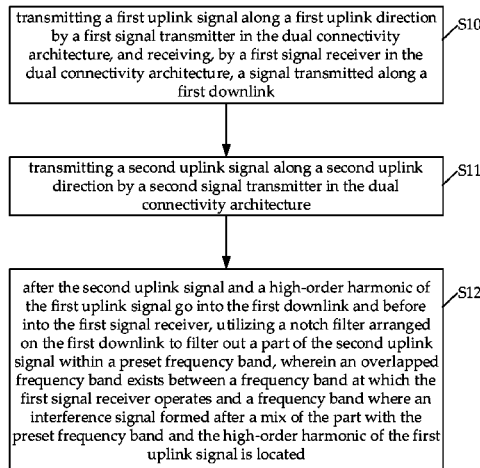 transmitting a first uplink signal along a first uplink direction
by a first signal transmitter in the dual connectivity
architecture, and receiving, by a first signal receiver in the
dual connectivity architecture, a signal transmitted along a
first downlink
S10
transmitting a second uplink signal along a second uplink
direction by a second signal transmitter in the dual
connectivity architecture
S11
after the second uplink signal and a high-order harmonic of
the first uplink signal go into the first downlink and before
into the first signal receiver, utilizing a notch filter arranged
on the first downlink to filter out a part of the second uplink
signal within a preset frequency band, wherein an overlapped
frequency band exists between a frequency band at which the
first signal receiver operates and a frequency band where an
interference signal formed after a mix of the part with the
preset frequency band and the high-order harmonic of the first
uplink signal is located
S12